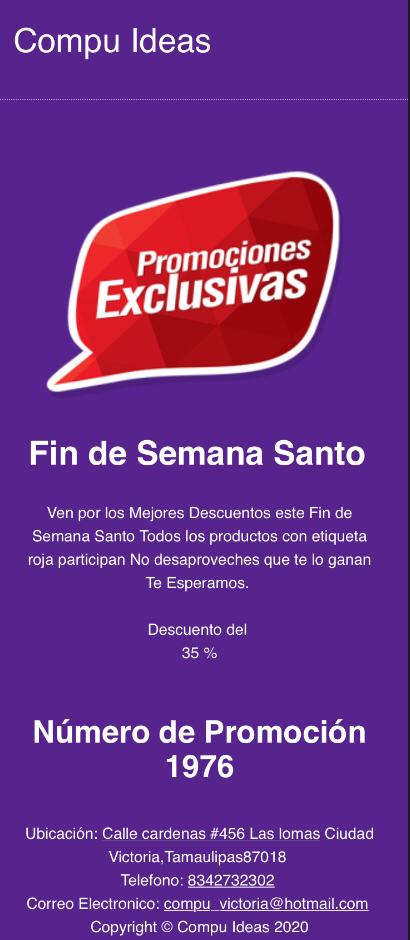 Compu Ideas
Promociones
Exclusivas
Fin de Semana Santo
Ven por los Mejores Descuentos este Fin de
Semana Santo Todos los productos con etiqueta
roja participan No desaproveches que te lo ganan
Te Esperamos.
Descuento del
35 %
Número de Promoción
1976
Ubicación: Calle cardenas #456 Las lomas Ciudad
Victoria,Tamaulipas87018
Telefono: 8342732302
Correo Electronico: compu_victoria@hotmail.com
Copyright © Compu Ideas 2020